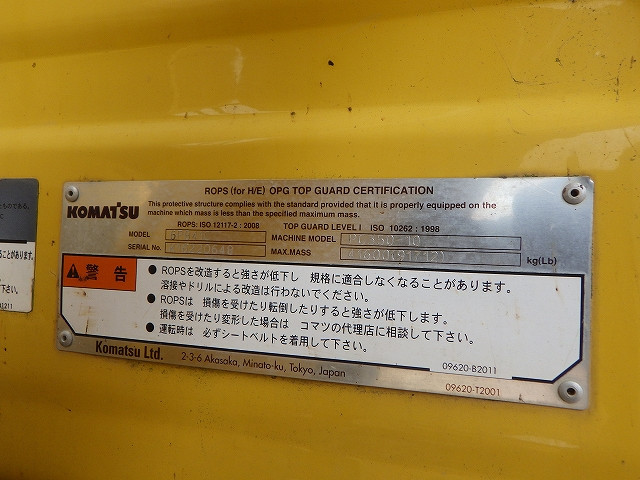 ROPS (for H/E) OPG TOP GUARD CERTIFICATION
KOMATSU
This protective structure complies with the standard provided that it is properly equipped on the
machine which mass is less than the specified maximum mass.
ROPS: ISO 12117-2 : 2008 TOP GUARD LEVEL I ISO 10262 : 1998
MODEL MACHINE MODEL
SERIAL No. MAX.MASS kg(Lb)
警告
● ROPSを改造すると強さが低下し 規格に適合しなくなることがあります。
溶接やドリルによる改造は行わないでください。
● ROPSは 損傷を受けたり転倒したりすると強さが低下します。
損傷を受けたり変形した場合は コマツの代理店に相談して下さい。
● 運転時は 必ずシートベルトを着用して下さい。
09620-B2011
Komatsu Ltd. 2-3-6 Akasaka, Minato-ku, Tokyo, Japan
09620-T2001